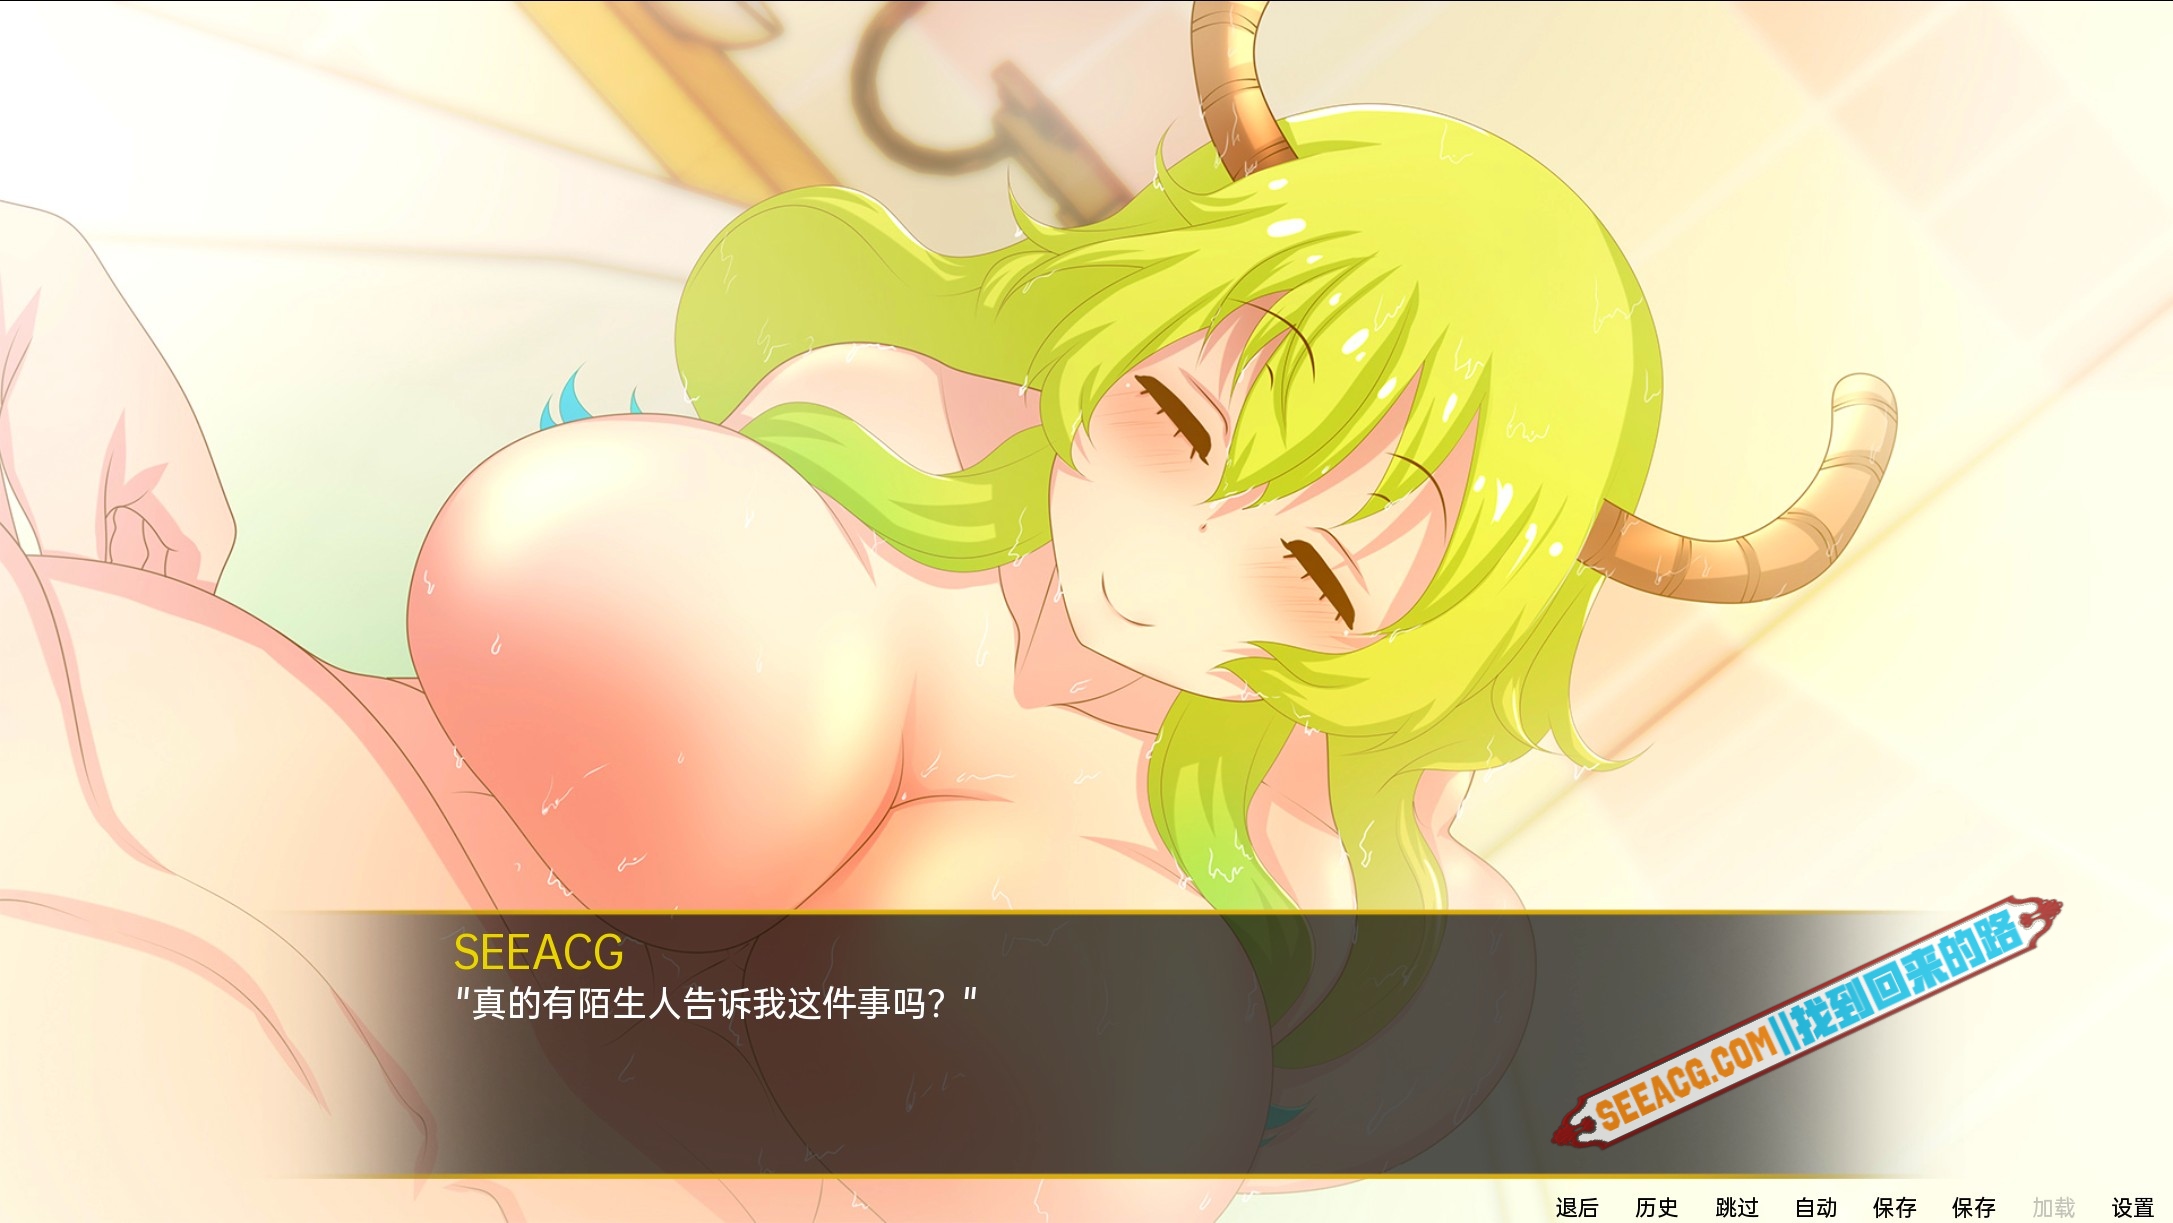 SEEACG
"真的有陌生人告诉我这件事吗？"
SEEACG.COM||找到回来的路
退后 历史 跳过 自动 保存 保存 加载 设置